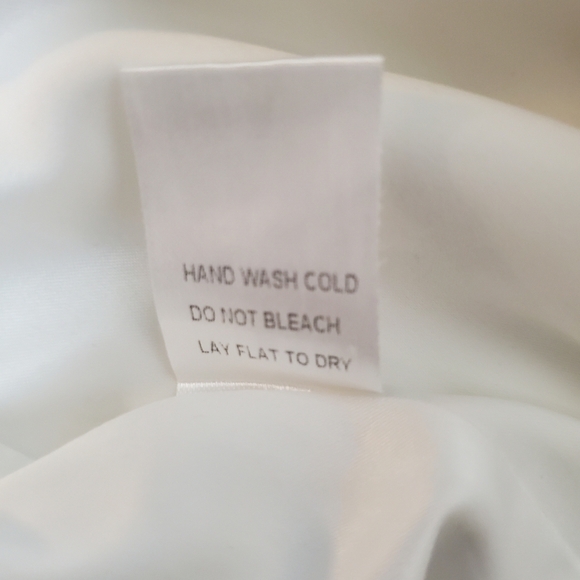 HAND WASH COLD
DO NOT BLEACH
LAY FLAT TO DRY